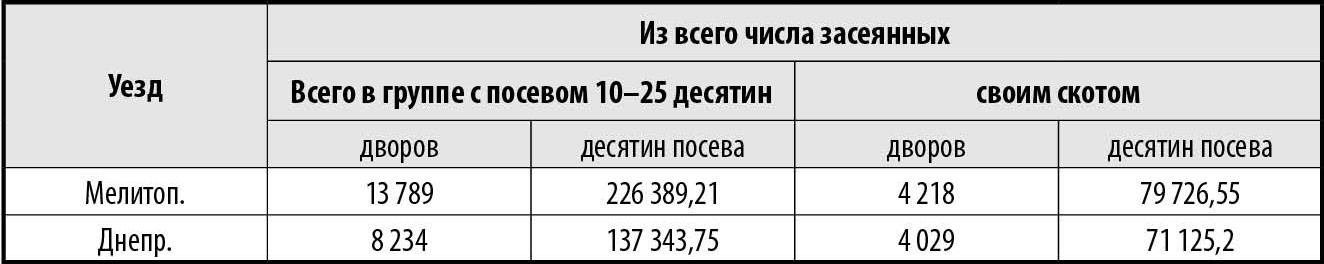 Уезд
Из всего числа засеянных
Всего в группе с посевом 10–25 десятин своим скотом
дворов десятин посева дворов десятин посева
Мелитоп. 13 789 226 389,21 4 218 79 726,55
Днепр. 8 234 137 343,75 4 029 71 125,2